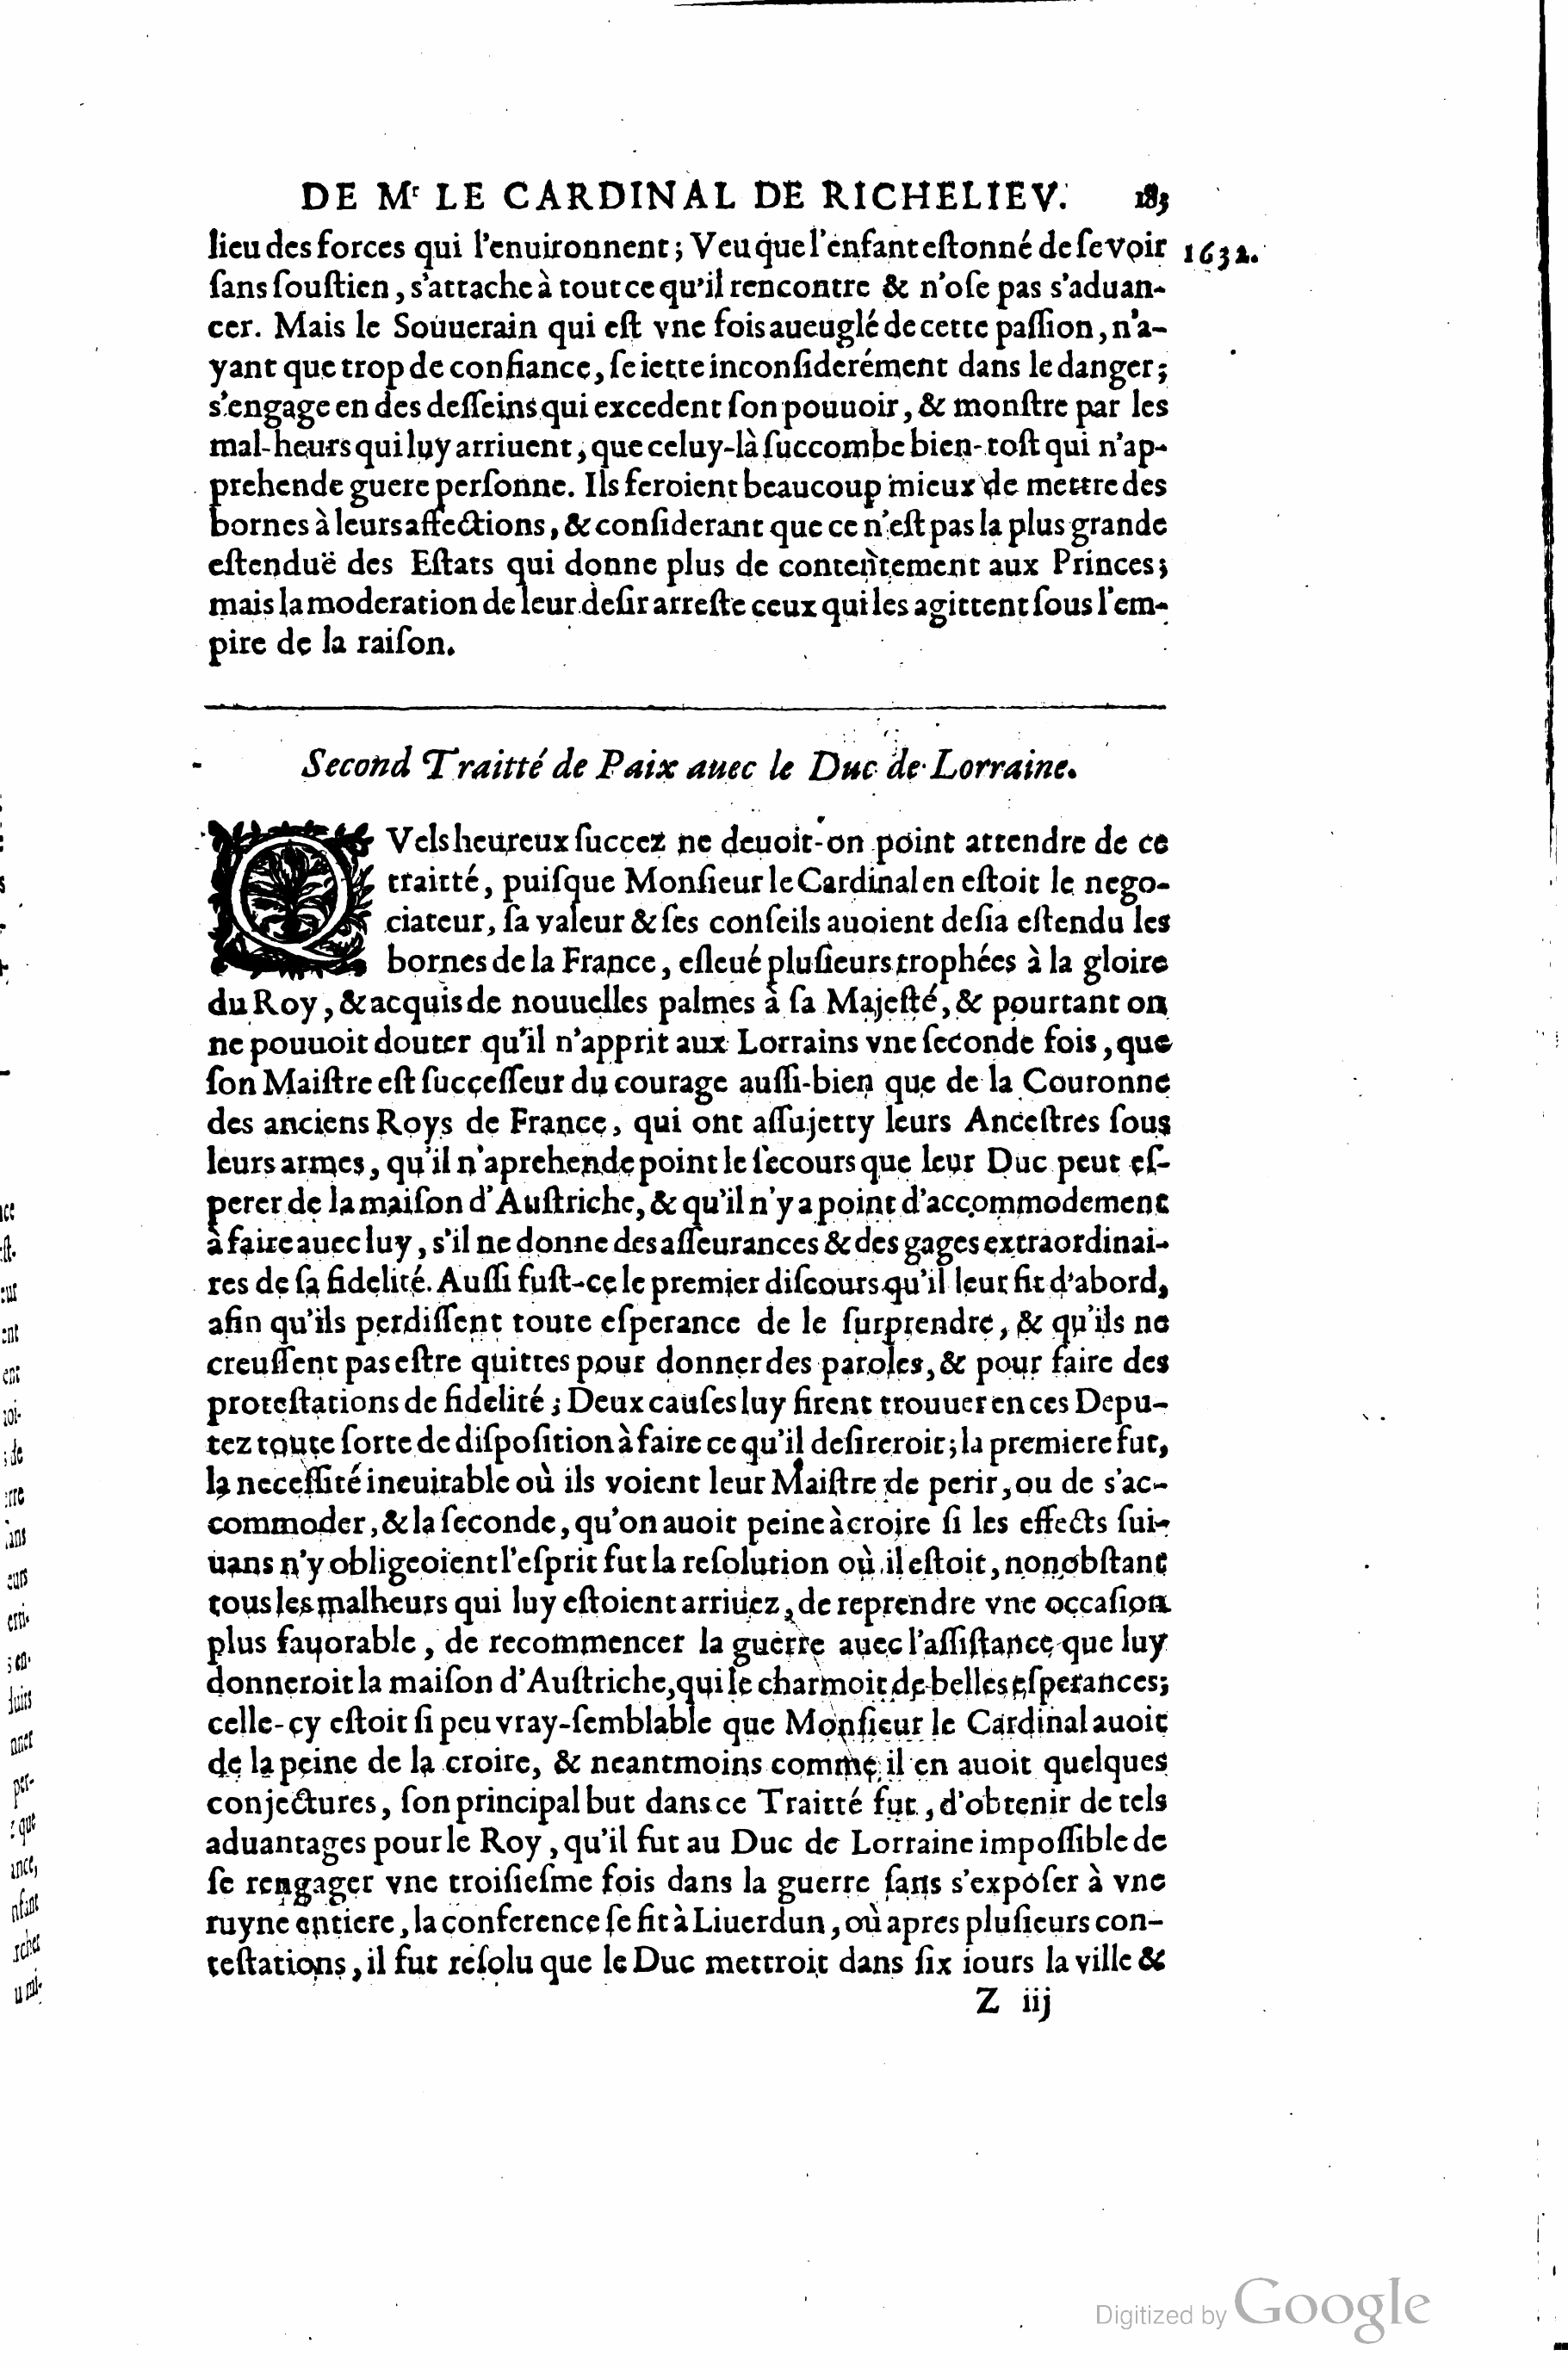 DE Mr LE CARDINAL DE RICHELIEV. 183
lieu des forces qui l'enuironnent; Veu que l'enfant eſtonné de ſe voir 1632.
ſans ſouſtien, s'attache à tout ce qu'il rencontre & n'oſe pas s'aduan-
cer. Mais le Souuerain qui eſt vne fois aueuglé de cette paſſion, n'a-
yant que trop de confiance, ſe iette inconſiderément dans le danger;
s'engage en des deſſeins qui excedent ſon pouuoir, & monſtre par les
mal-heurs qui luy arriuent, que celuy-là ſuccombe bien-toſt qui n'ap-
prehende guere perſonne. Ils feroient beaucoup mieux de mettre des
bornes à leurs affections, & conſiderant que ce n'eſt pas la plus grande
eſtenduë des Eſtats qui donne plus de contentement aux Princes;
mais la moderation de leur deſir arreſte ceux qui les agittent ſous l'em-
pire de la raiſon.
Second Traitté de Paix auec le Duc de Lorraine.
QVels heureux ſuccez ne deuoit-on point attendre de ce
traitté, puiſque Monſieur le Cardinal en eſtoit le nego-
ciateur, ſa valeur & ſes conſeils auoient deſia eſtendu les
bornes de la France, eſleué pluſieurs trophées à la gloire
du Roy, & acquis de nouuelles palmes à ſa Majeſté, & pourtant on
ne pouuoit douter qu'il n'apprit aux Lorrains vne ſeconde fois, que
ſon Maiſtre eſt ſucceſſeur du courage auſſi-bien que de la Couronne
des anciens Roys de France, qui ont aſſujetty leurs Anceſtres ſous
leurs armes, qu'il n'aprehende point le ſecours que leur Duc peut eſ-
perer de la maiſon d'Auſtriche, & qu'il n'y a point d'accommodement
à faire auec luy, s'il ne donne des aſſeurances & des gages extraordinai-
res de ſa fidelité. Auſſi fuſt-ce le premier diſcours qu'il leur fit d'abord,
afin qu'ils perdiſſent toute eſperance de le ſurprendre, & qu'ils ne
creuſſent pas eſtre quittes pour donner des paroles, & pour faire des
proteſtations de fidelité; Deux cauſes luy firent trouuer en ces Depu-
tez toute ſorte de diſpoſition à faire ce qu'il deſireroit; la premiere fut,
la neceſſité ineuitable où ils voient leur Maiſtre de perir, ou de s'ac-
commoder, & la ſeconde, qu'on auoit peine à croire ſi les effects ſui-
uans n'y obligeoient l'eſprit fut la reſolution où il eſtoit, nonobſtant
tous les malheurs qui luy eſtoient arriuez, de reprendre vne occaſion
plus fauorable, de recommencer la guerre auec l'aſſiſtance que luy
donneroit la maiſon d'Auſtriche, qui le charmoit de belles eſperances;
celle-cy eſtoit ſi peu vray-ſemblable que Monſieur le Cardinal auoit
de la peine de la croire, & neantmoins comme il en auoit quelques
conjectures, ſon principal but dans ce Traitté fut, d'obtenir de tels
aduantages pour le Roy, qu'il fut au Duc de Lorraine impoſſible de
ſe rengager vne troiſieſme fois dans la guerre ſans s'expoſer à vne
ruyne entiere, la conference ſe fit à Liuerdun, où apres pluſieurs con-
teſtations, il fut reſolu que le Duc mettroit dans ſix iours la ville &
Z iij
Digitized by Google